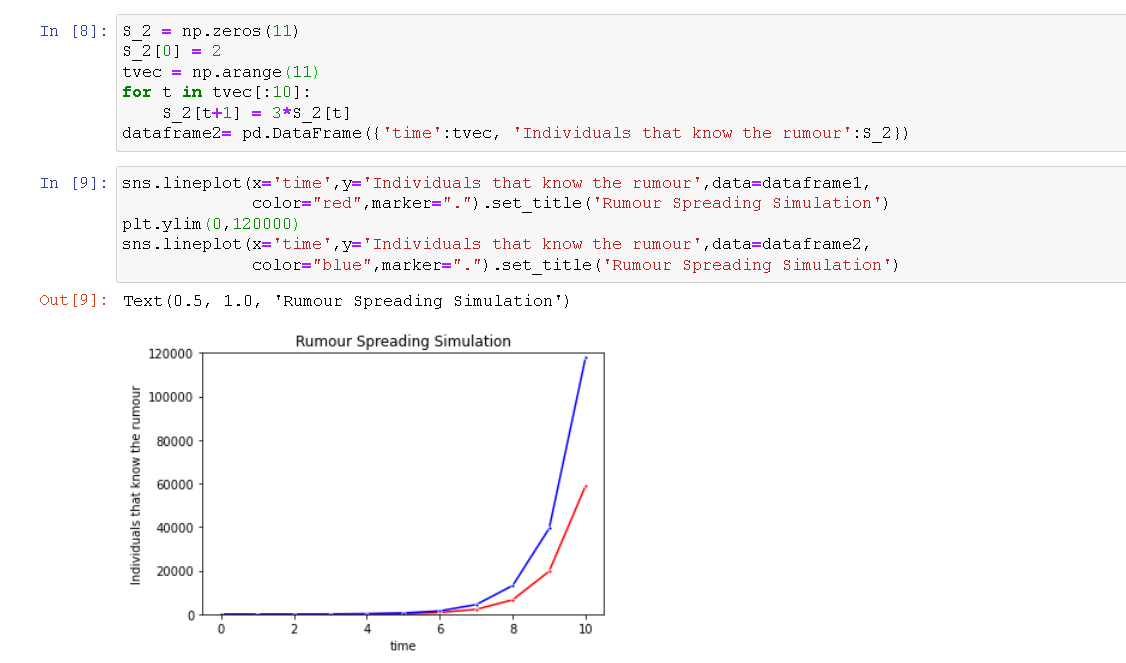 In [8]: S_2 = np.zeros(11)
S_2[0] = 2
tvec = np.arange(11)
for t in tvec[:10]:
    S_2[t+1] = 3*S_2[t]
dataframe2= pd.DataFrame({'time':tvec, 'Individuals that know the rumour':S_2})
In [9]: sns.lineplot(x='time',y='Individuals that know the rumour',data=dataframe1,
             color="red",marker=".").set_title('Rumour Spreading Simulation')
plt.ylim(0,120000)
sns.lineplot(x='time',y='Individuals that know the rumour',data=dataframe2,
             color="blue",marker=".").set_title('Rumour Spreading Simulation')
Out[9]: Text(0.5, 1.0, 'Rumour Spreading Simulation')
Rumour Spreading Simulation
Individuals that know the rumour
120000
100000
80000
60000
40000
20000
0
0 2 4 6 8 10
time